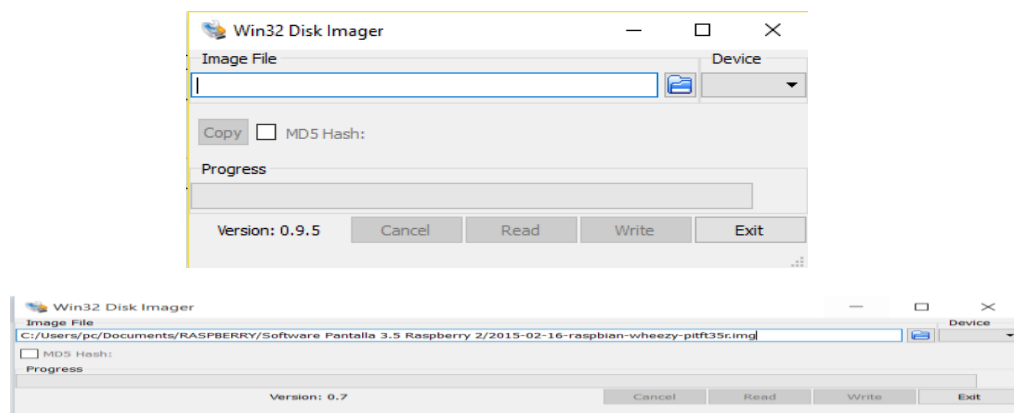 Win32 Disk Imager
Image File Device
Copy MD5 Hash:
Progress
Version: 0.9.5 Cancel Read Write Exit
Win32 Disk Imager
Image File Device
C:/Users/pc/Documents/RASPBERRY/Software Pantalla 3.5 Raspberry 2/2015-02-16-raspbian-wheezy-pitft35r.img
MD5 Hash:
Progress
Version: 0.7 Cancel Read Write Exit